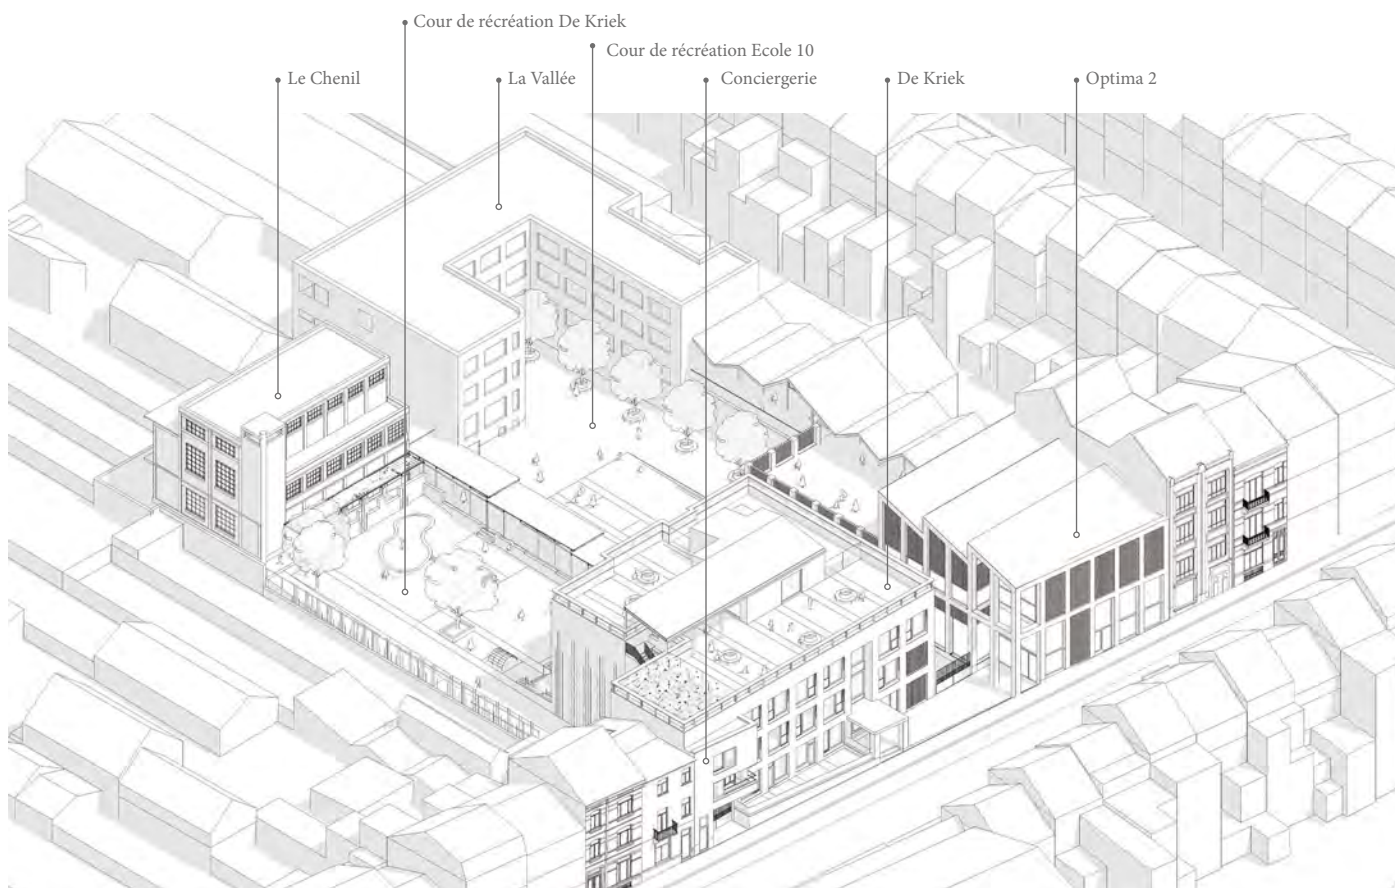 Cour de récréation De Kriek
Cour de récréation Ecole 10
Le Chenil
La Vallée
Conciergerie
De Kriek
Optima 2